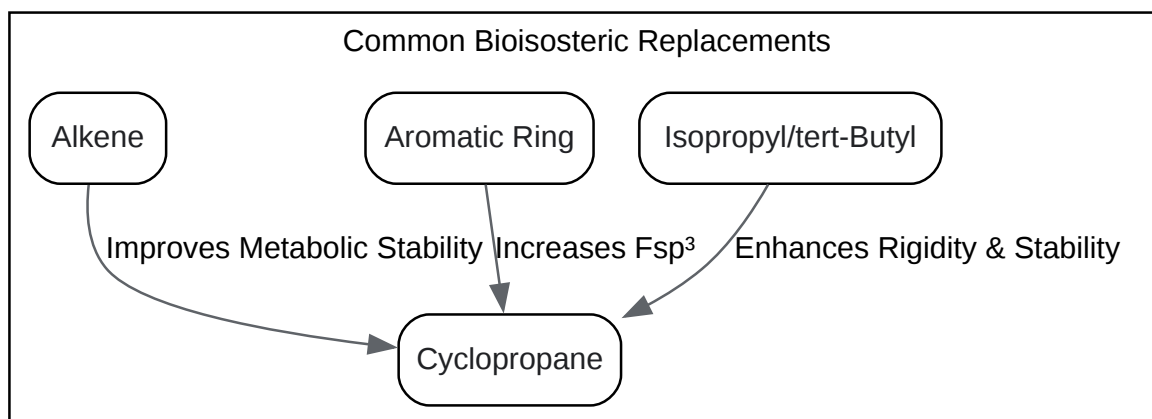 Common Bioisosteric Replacements
Alkene
Aromatic Ring
Isopropyl/tert-Butyl
Improves Metabolic Stability
Increases Fsp³
Enhances Rigidity & Stability
Cyclopropane